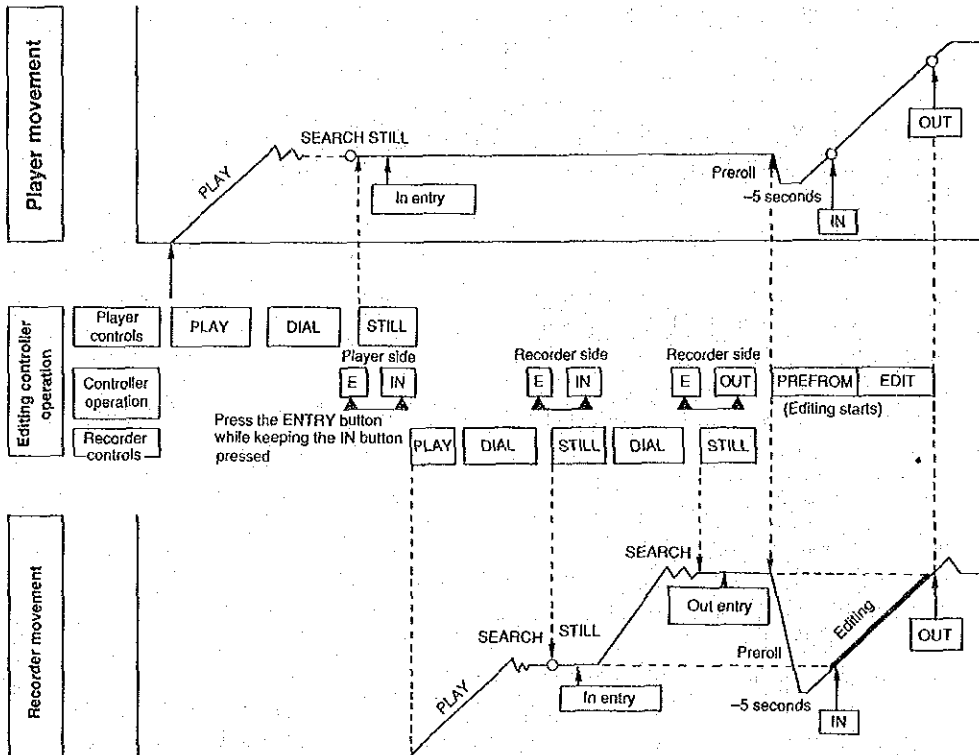 Player movement
PLAY
SEARCH STILL
In entry
Preroll
–5 seconds
IN
OUT
Editing controller
operation
Player
controls
PLAY
DIAL
STILL
Controller
operation
Player side
E
IN
Recorder side
E
IN
Recorder side
E
OUT
PREFROM
EDIT
(Editing starts)
Press the ENTRY button
while keeping the IN button
pressed
Recorder
controls
PLAY
DIAL
STILL
DIAL
STILL
Recorder movement
PLAY
SEARCH
STILL
In entry
SEARCH
Out entry
Preroll
–5 seconds
Editing
IN
OUT